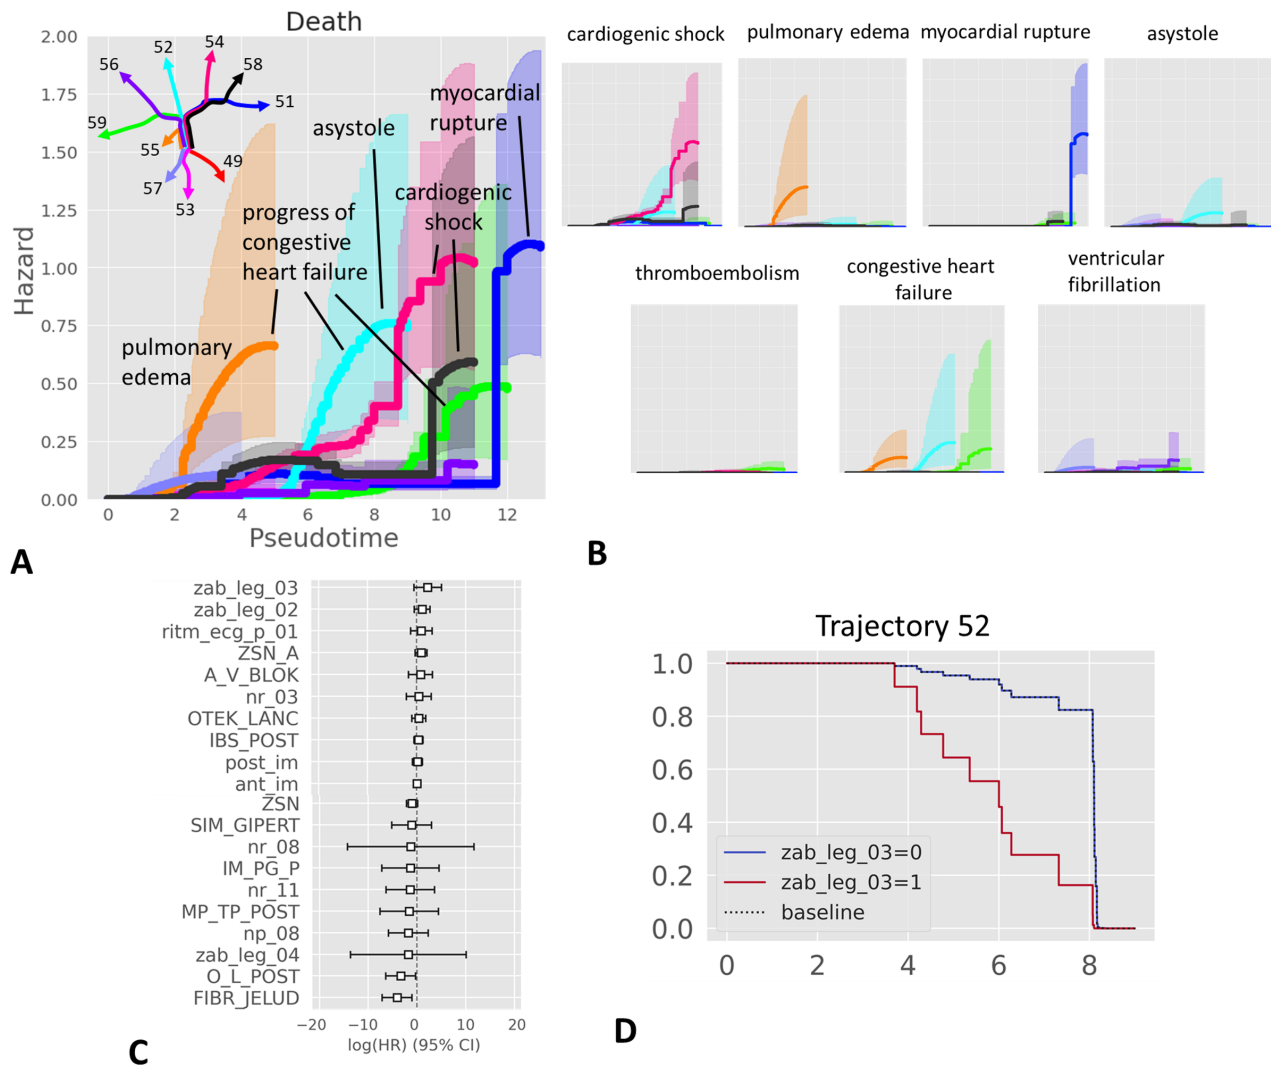 Death
2.00
1.75
1.50
1.25
1.00
0.75
0.50
0.25
0.00
Hazard
0
2
4
6
8
10
12
Pseudotime
52
54
56
58
51
59
55
49
57
53
myocardial
rupture
asystole
cardiogenic
shock
progress of
congestive
heart failure
pulmonary
edema
A
cardiogenic shock
pulmonary edema
myocardial rupture
asystole
thromboembolism
congestive heart
failure
ventricular
fibrillation
B
zab_leg_03
zab_leg_02
ritm_ecg_p_01
ZSN_A
A_V_BLOK
nr_03
OTEK_LANC
IBS_POST
post_im
ant_im
ZSN
SIM_GIPERT
nr_08
IM_PG_P
nr_11
MP_TP_POST
np_08
zab_leg_04
O_L_POST
FIBR_JELUD
−20
−10
0
10
20
log(HR) (95% CI)
C
Trajectory 52
1.0
0.8
0.6
0.4
0.2
0.0
zab_leg_03=0
zab_leg_03=1
baseline
0
2
4
6
8
D